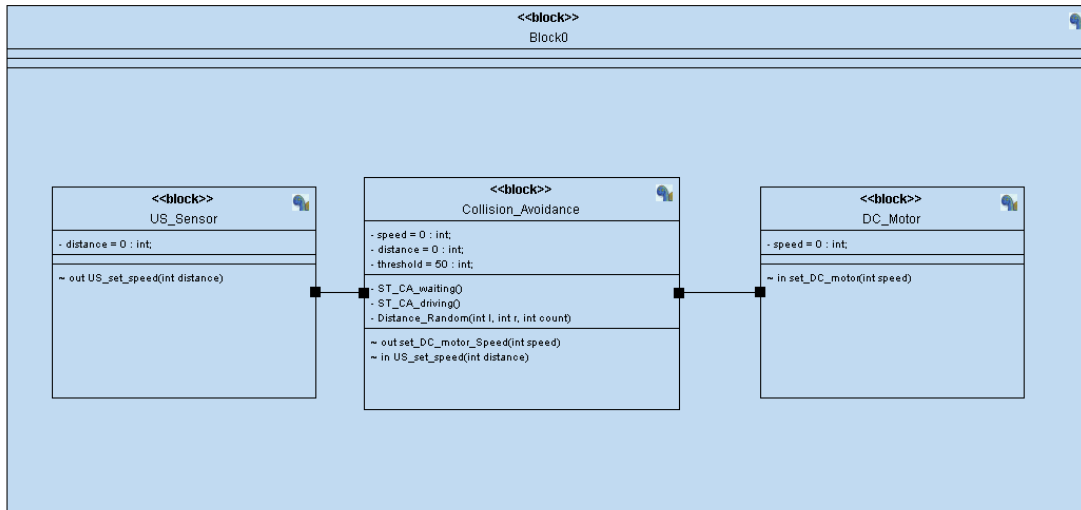 <<block>>
Block0
<<block>>
US_Sensor
- distance = 0 : int;
~ out US_set_speed(int distance)
<<block>>
Collision_Avoidance
- speed = 0 : int;
- distance = 0 : int;
- threshold = 50 : int;
- ST_CA_waiting()
- ST_CA_driving()
- Distance_Random(int l, int r, int count)
~ out set_DC_motor_Speed(int speed)
~ in US_set_speed(int distance)
<<block>>
DC_Motor
- speed = 0 : int;
~ in set_DC_motor(int speed)